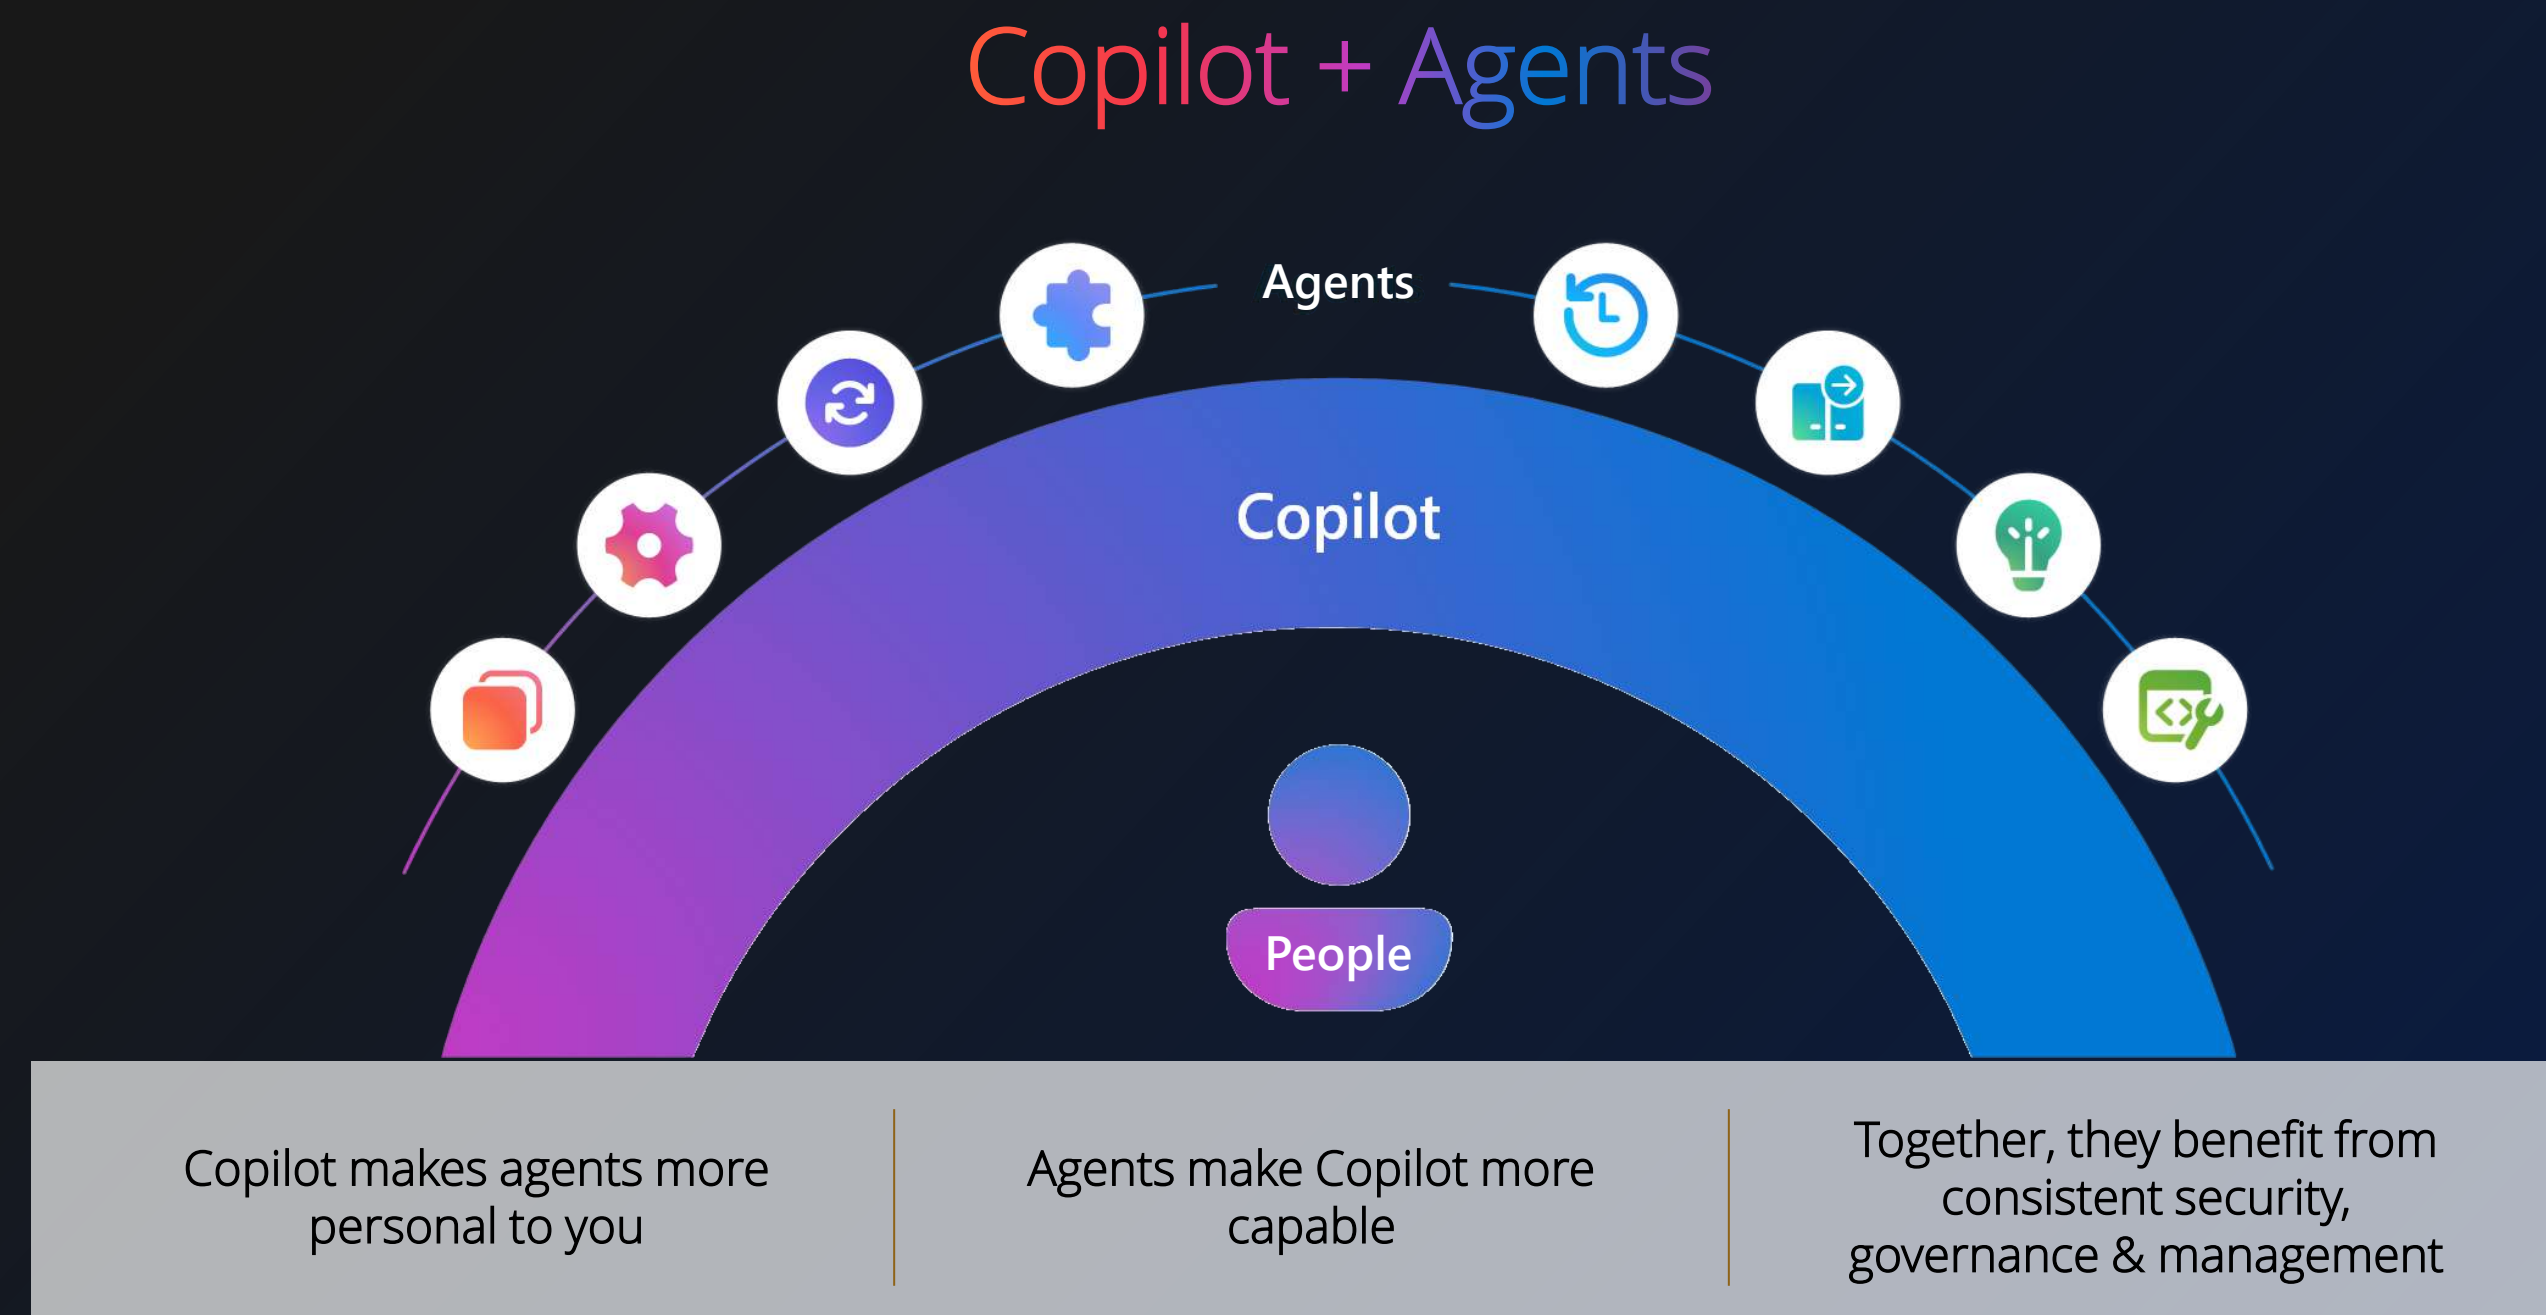 Copilot + Agents
Agents
Copilot
People
Copilot makes agents more
personal to you
Agents make Copilot more
capable
Together, they benefit from
consistent security,
governance & management